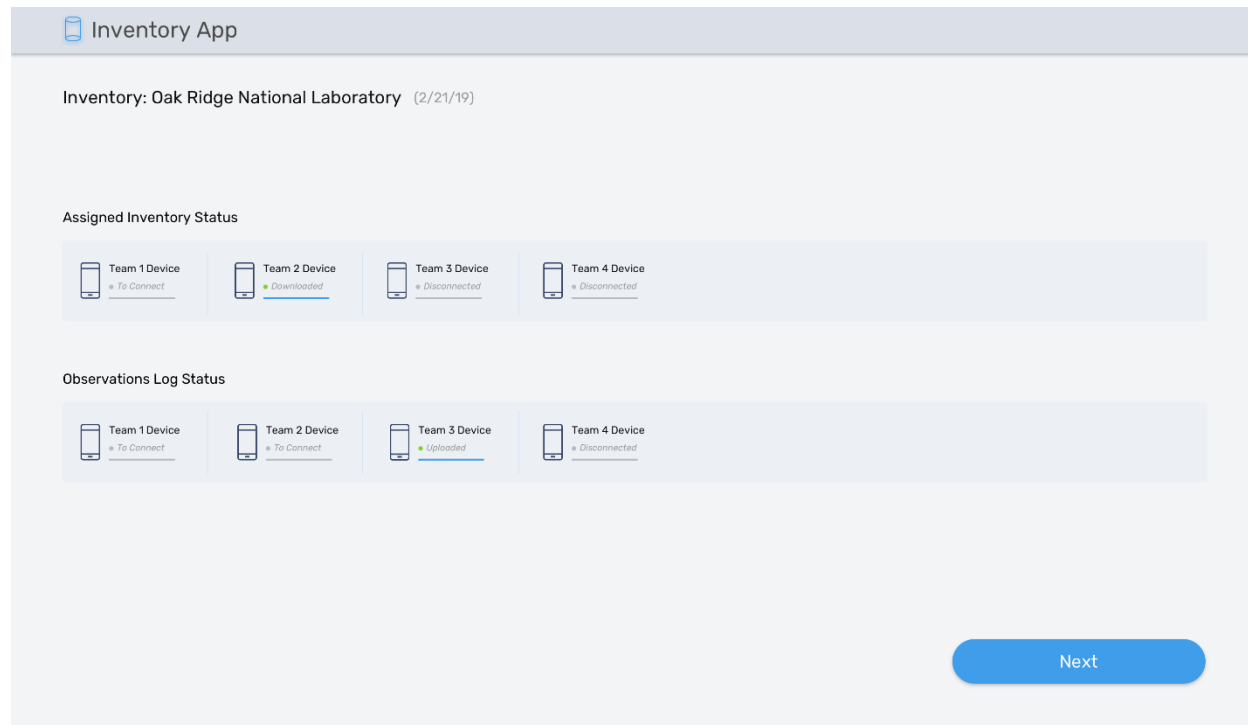 Inventory App
Inventory: Oak Ridge National Laboratory (2/21/19)
Assigned Inventory Status
Team 1 Device
To Connect
Team 2 Device
Downloaded
Team 3 Device
Disconnected
Team 4 Device
Disconnected
Observations Log Status
Team 1 Device
To Connect
Team 2 Device
To Connect
Team 3 Device
Uploaded
Team 4 Device
Disconnected
Next